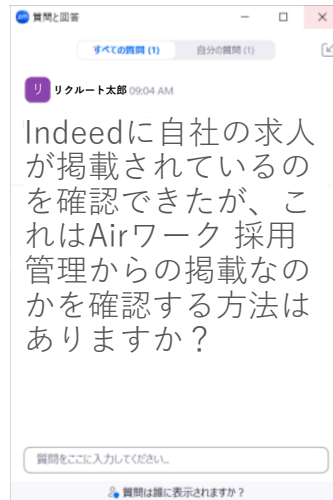 質問と回答
すべての質問 (1)
自分の質問 (1)
リ
リクルート太郎 09:04 AM
Indeedに自社の求人
が掲載されているの
を確認できたが、こ
れはAirワーク 採用
管理からの掲載なの
かを確認する方法は
ありますか？
質問をここに入力してください...
質問は誰に表示されますか？